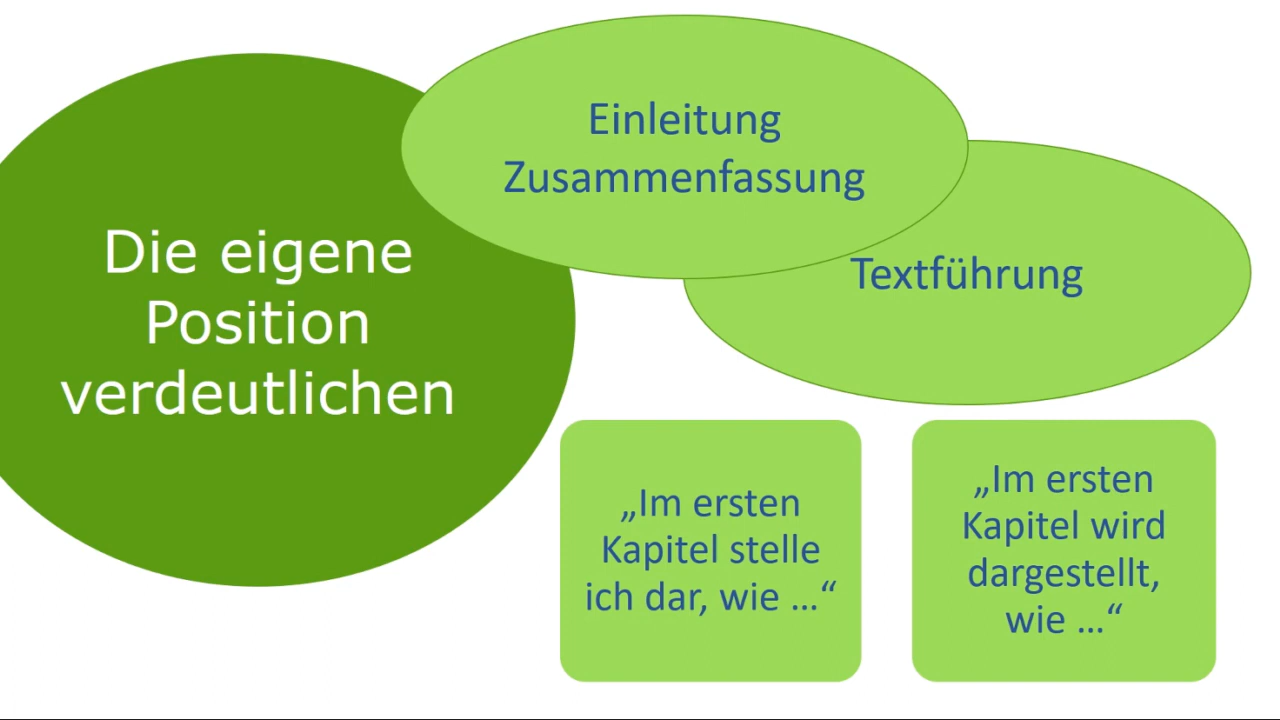 Die eigene
Position
verdeutlichen
Einleitung
Zusammenfassung
Textführung
„Im ersten
Kapitel stelle
ich dar, wie …“
„Im ersten
Kapitel wird
dargestellt,
wie …“